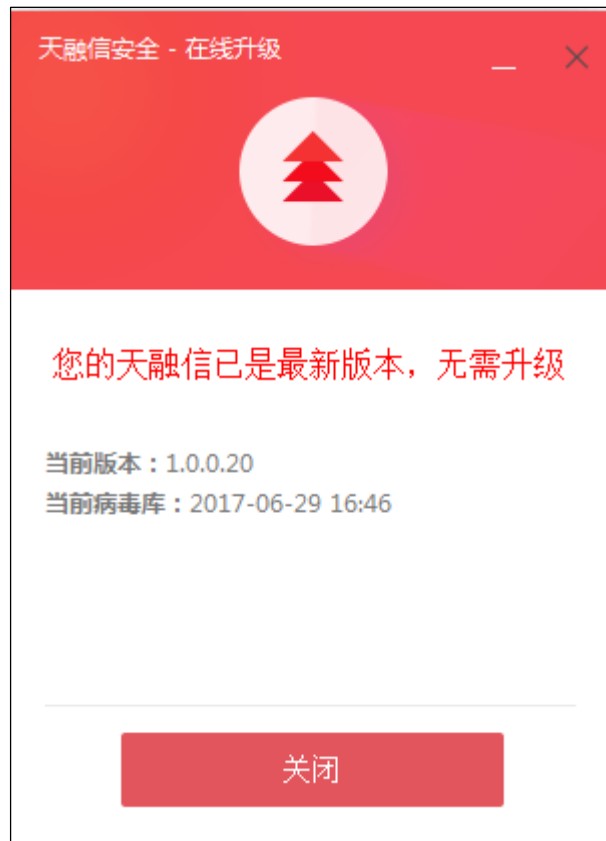 天融信安全 - 在线升级
您的天融信已是最新版本，无需升级
当前版本：1.0.0.20
当前病毒库：2017-06-29 16:46
关闭